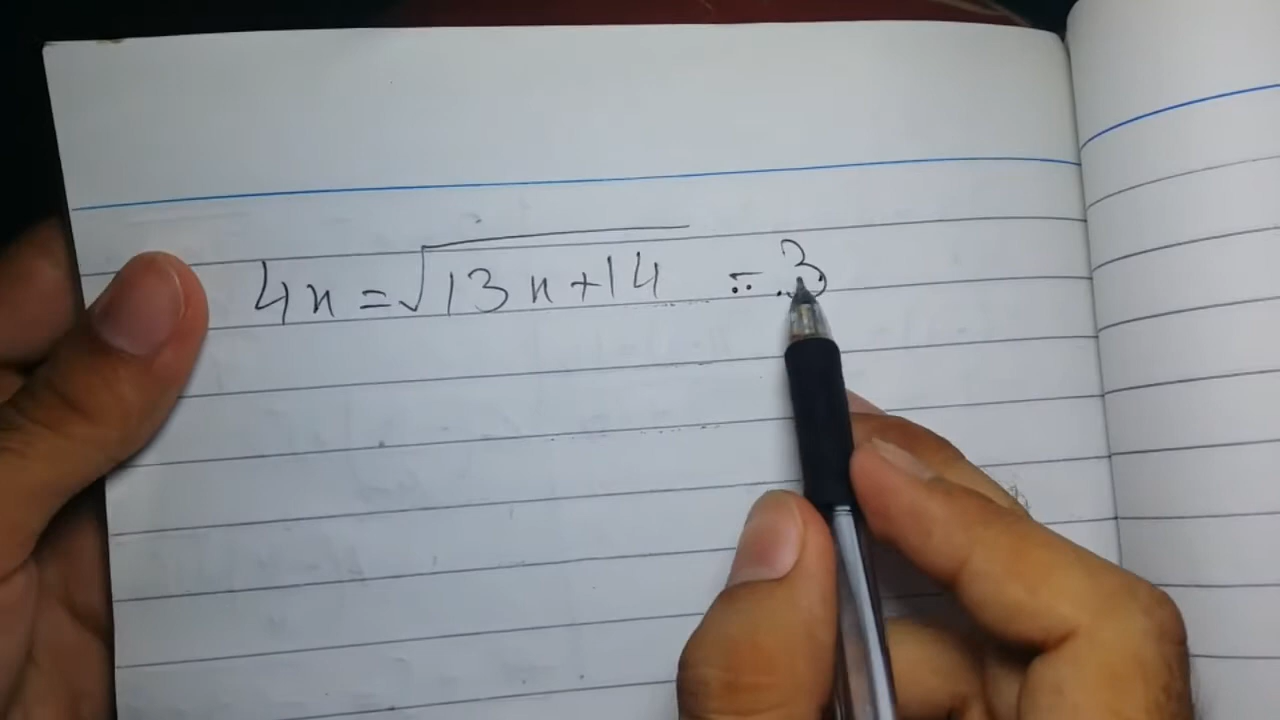 4x = √13x+14 - 3